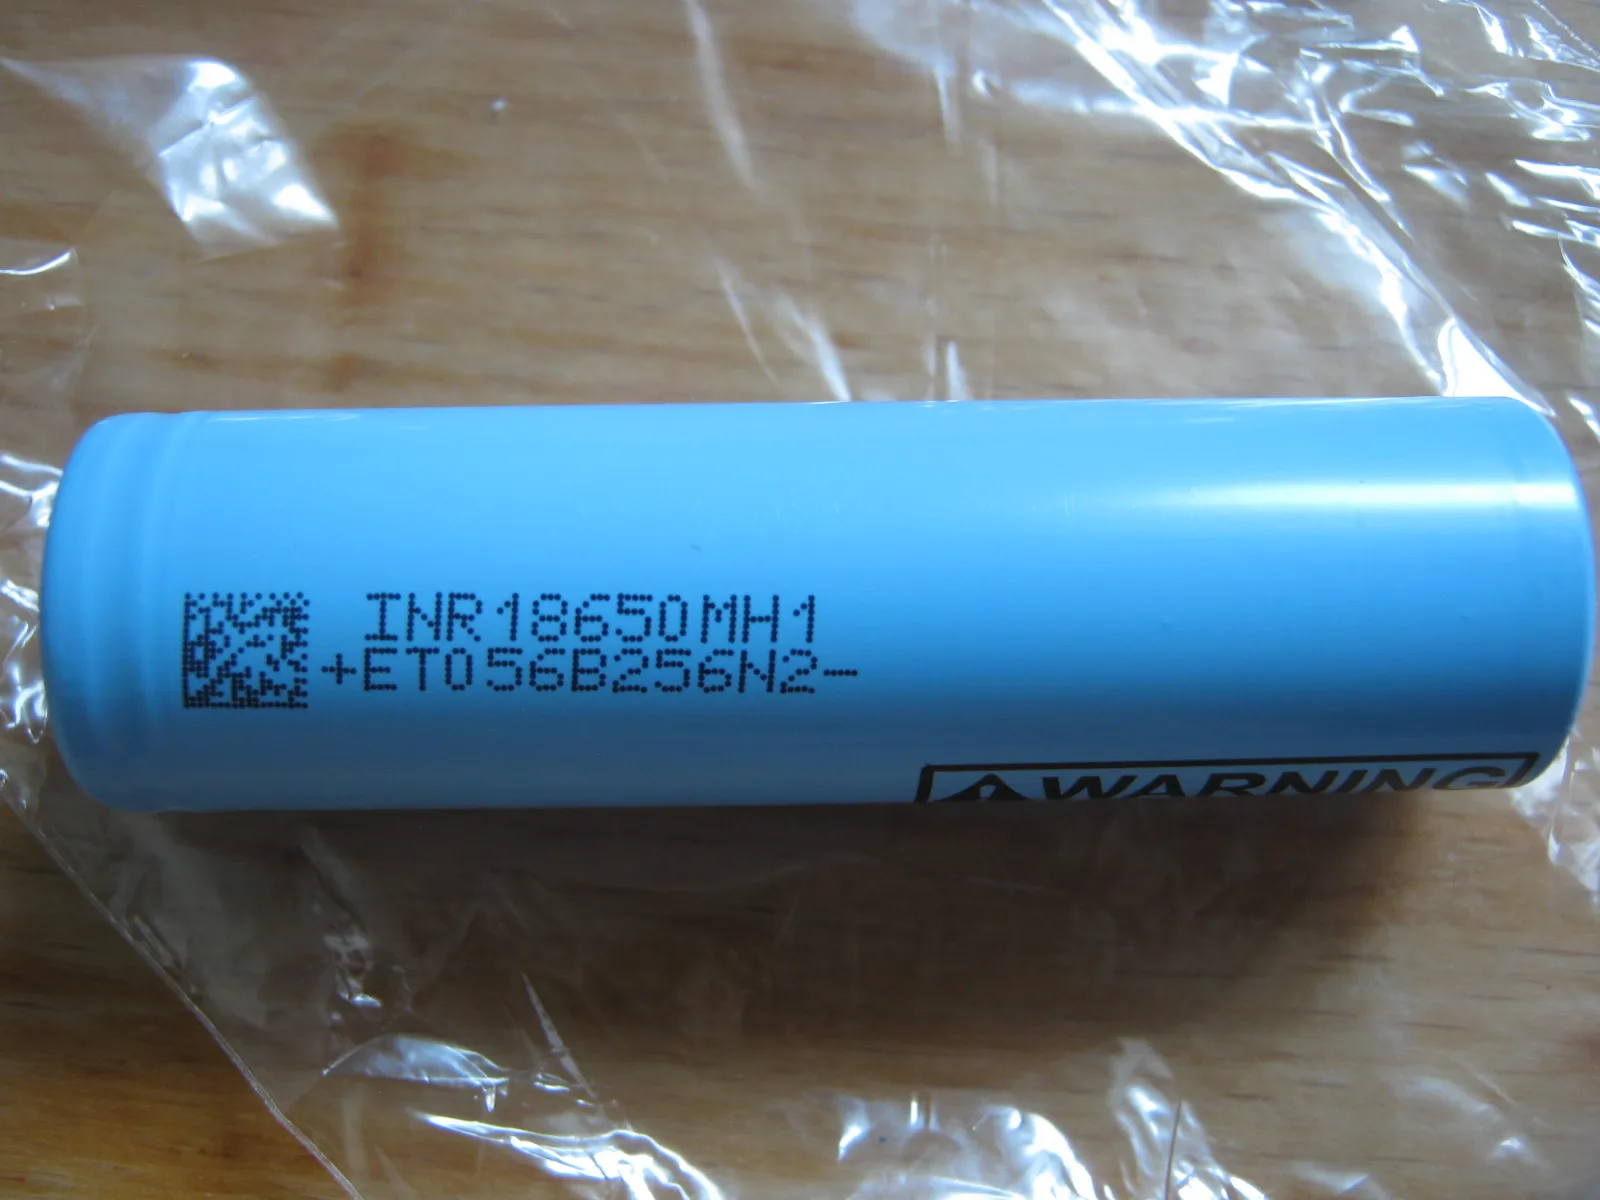 INR18650MH1
+ET056B256N2-
⚠WARNING